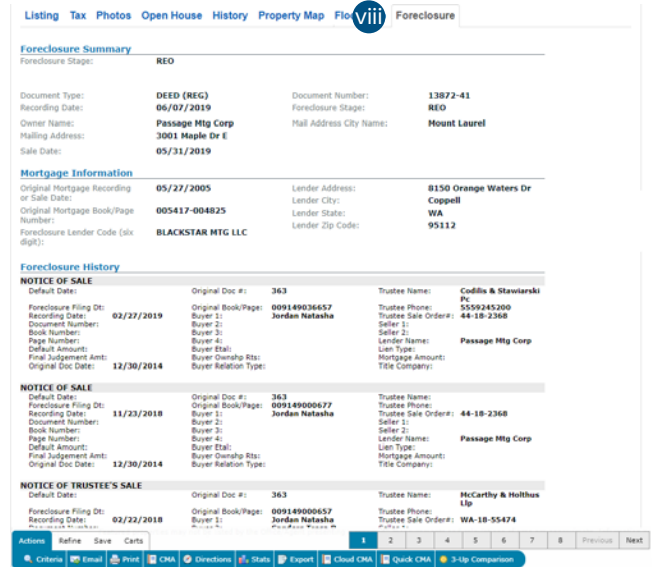 Listing Tax Photos Open House History Property Map Flo viii Foreclosure
Foreclosure Summary
Foreclosure Stage: REO
Document Type: DEED (REG) Document Number: 13872-41
Recording Date: 06/07/2019 Foreclosure Stage: REO
Owner Name: Passage Mtg Corp Mail Address City Name: Mount Laurel
Mailing Address: 3001 Maple Dr E
Sale Date: 05/31/2019
Mortgage Information
Original Mortgage Recording 05/27/2005 Lender Address: 8150 Orange Waters Dr
or Sale Date: Lender City: Coppell
Original Mortgage Book/Page 005417-004825 Lender State: WA
Number: Lender Zip Code: 95112
Foreclosure Lender Code (six BLACKSTAR MTG LLC
digit):
Foreclosure History
NOTICE OF SALE
Default Date: Original Doc #: 363 Trustee Name: Codilis & Stawiarski
Pc
Foreclosure Filing Dt: Original Book/Page: 009149036657 Trustee Phone: 5559245200
Recording Date: 02/27/2019 Buyer 1: Jordan Natasha Trustee Sale Order#: 44-18-2368
Document Number: Buyer 2: Seller 1:
Book Number: Buyer 3: Seller 2:
Page Number: Buyer 4: Lender Name: Passage Mtg Corp
Default Amount: Buyer Etal: Lien Type:
Final Judgement Amt: Buyer Ownshp Rts: Mortgage Amount:
Original Doc Date: 12/30/2014 Buyer Relation Type: Title Company:
NOTICE OF SALE
Default Date: Original Doc #: 363 Trustee Name:
Foreclosure Filing Dt: Original Book/Page: 009149000677 Trustee Phone:
Recording Date: 11/23/2018 Buyer 1: Jordan Natasha Trustee Sale Order#: 44-18-2368
Document Number: Buyer 2: Seller 1:
Book Number: Buyer 3: Seller 2:
Page Number: Buyer 4: Lender Name: Passage Mtg Corp
Default Amount: Buyer Etal: Lien Type:
Final Judgement Amt: Buyer Ownshp Rts: Mortgage Amount:
Original Doc Date: 12/30/2014 Buyer Relation Type: Title Company:
NOTICE OF TRUSTEE'S SALE
Default Date: Original Doc #: 363 Trustee Name: McCarthy & Holthus
Llp
Foreclosure Filing Dt: Original Book/Page: 009149000657 Trustee Phone:
Recording Date: 02/22/2018 Buyer 1: Jordan Natasha Trustee Sale Order#: WA-18-55474
Actions Refine Save Carts 1 2 3 4 5 6 7 8 Previous Next
Criteria Email Print CMA Directions Stats Export Cloud CMA Quick CMA 3-Up Comparison